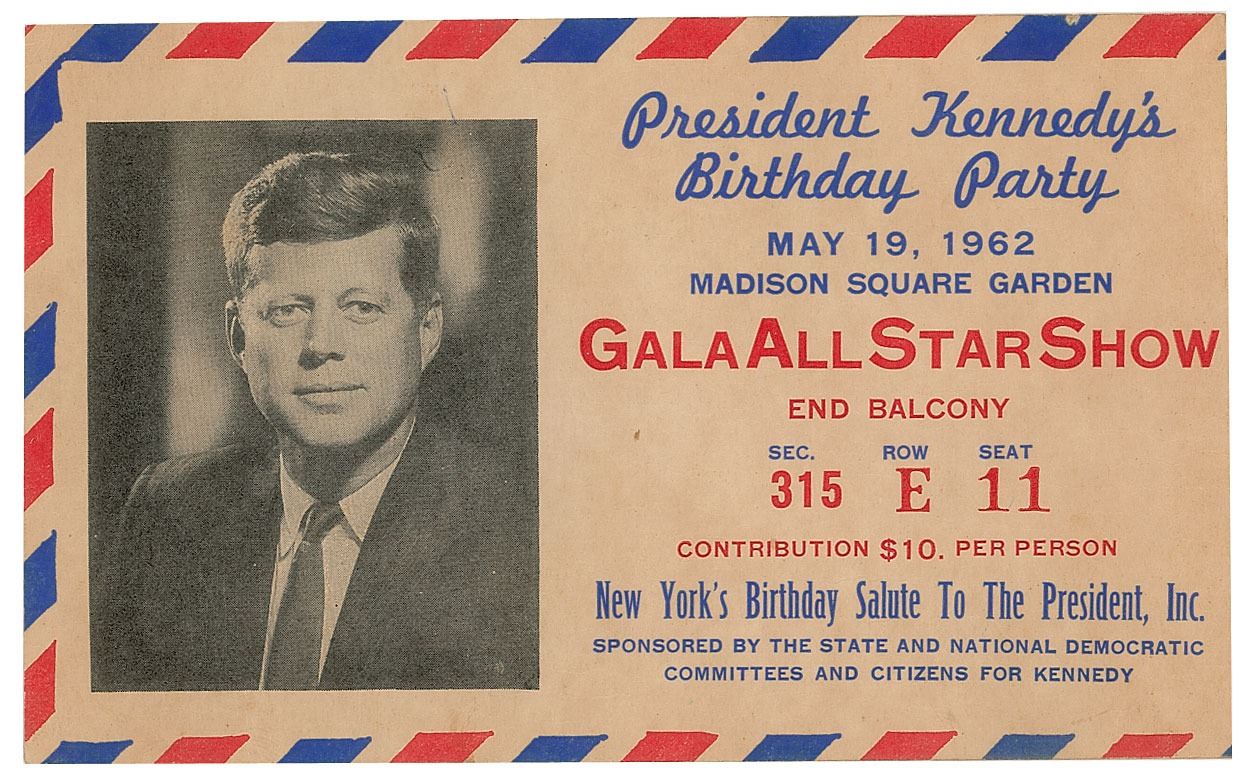 President Kennedy's
Birthday Party
MAY 19, 1962
MADISON SQUARE GARDEN
GALA ALL STAR SHOW
END BALCONY
SEC. ROW SEAT
315 E 11
CONTRIBUTION $10. PER PERSON
New York's Birthday Salute To The President, Inc.
SPONSORED BY THE STATE AND NATIONAL DEMOCRATIC
COMMITTEES AND CITIZENS FOR KENNEDY